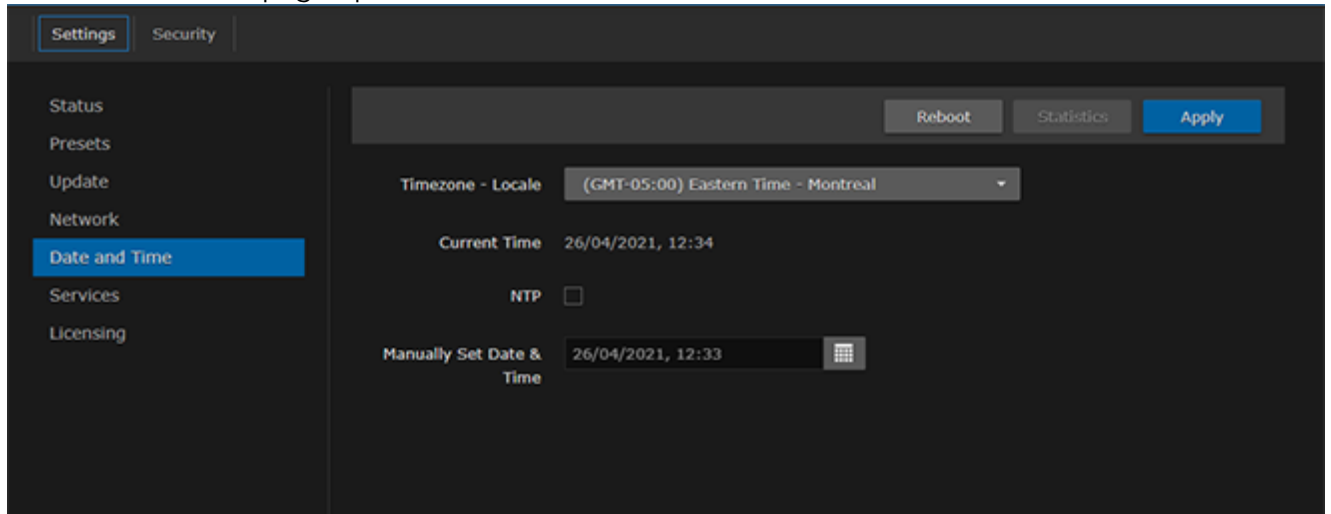 Settings Security
Status
Presets
Update
Network
Date and Time
Services
Licensing
Reboot Statistics Apply
Timezone - Locale (GMT-05:00) Eastern Time - Montreal
Current Time 26/04/2021, 12:34
NTP
Manually Set Date & 26/04/2021, 12:33
Time